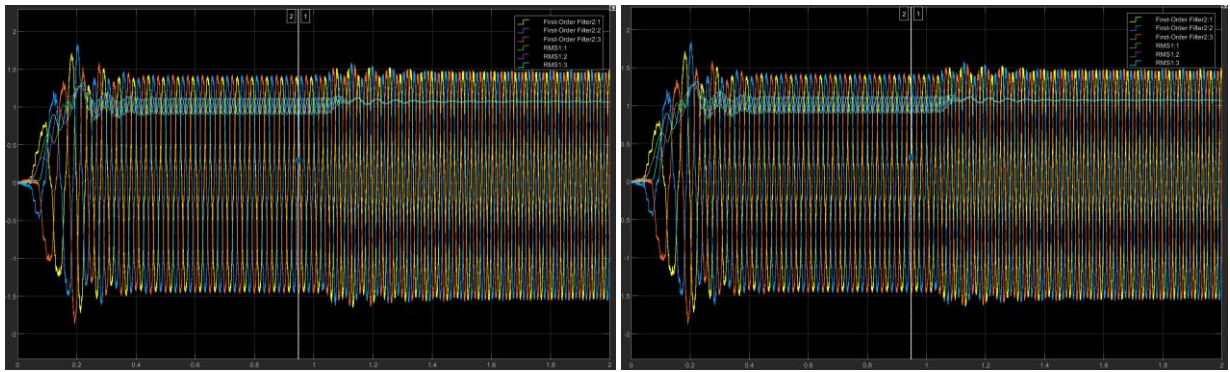 2 1
First-Order Filter2:1
First-Order Filter2:2
First-Order Filter2:3
RMS1:1
RMS1:2
RMS1:3
2
1.5
1
0.5
0
-0.5
-1
-1.5
-2
0 0.2 0.4 0.6 0.8 1 1.2 1.4 1.6 1.8 2
2 1
First-Order Filter2:1
First-Order Filter2:2
First-Order Filter2:3
RMS1:1
RMS1:2
RMS1:3
2
1.5
1
0.5
0
-0.5
-1
-1.5
-2
0 0.2 0.4 0.6 0.8 1 1.2 1.4 1.6 1.8 2